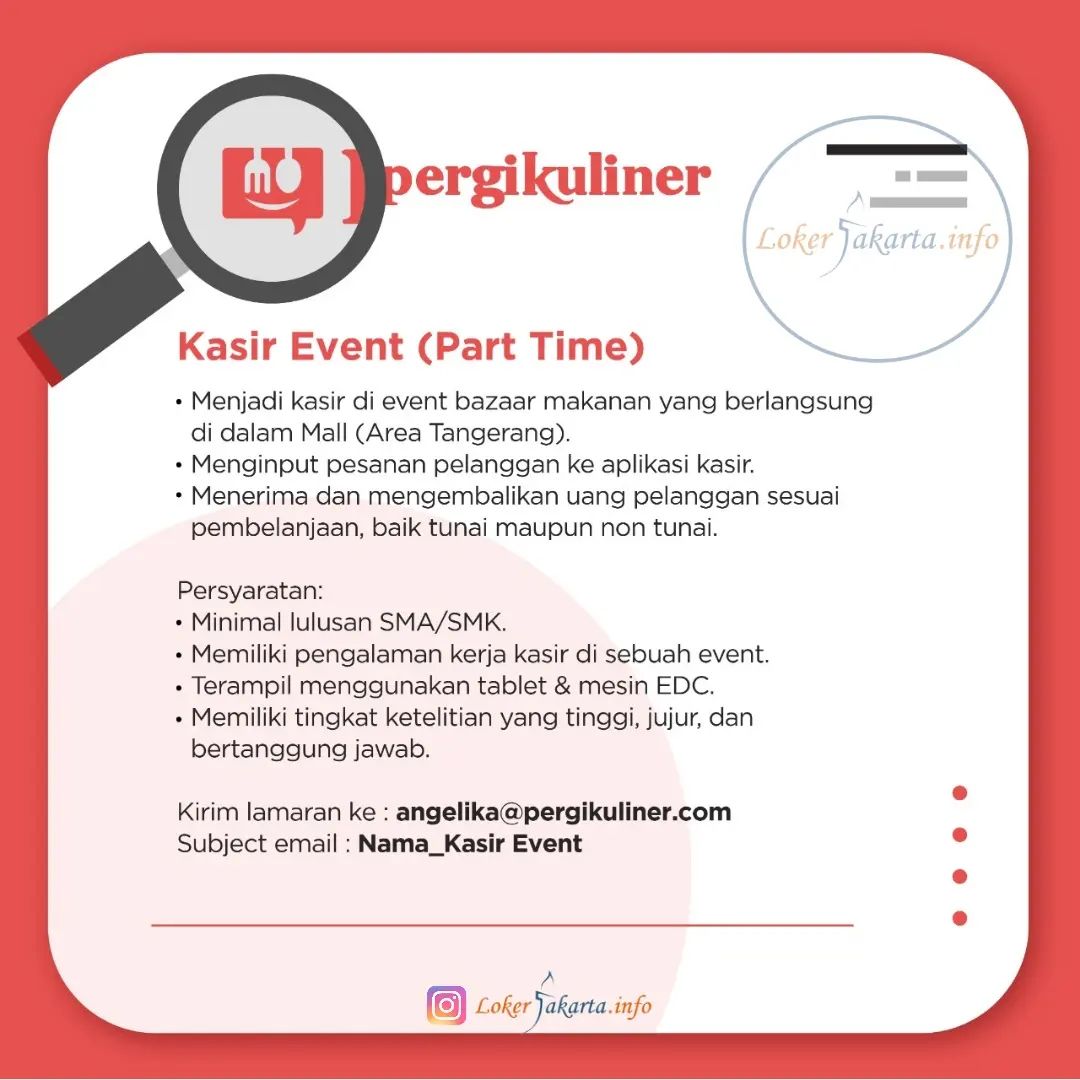 pergikuliner
Loker Jakarta.info
Kasir Event (Part Time)
• Menjadi kasir di event bazaar makanan yang berlangsung
di dalam Mall (Area Tangerang).
• Menginput pesanan pelanggan ke aplikasi kasir.
• Menerima dan mengembalikan uang pelanggan sesuai
pembelanjaan, baik tunai maupun non tunai.
Persyaratan:
• Minimal lulusan SMA/SMK.
• Memiliki pengalaman kerja kasir di sebuah event.
• Terampil menggunakan tablet & mesin EDC.
• Memiliki tingkat ketelitian yang tinggi, jujur, dan
bertanggung jawab.
Kirim lamaran ke : angelika@pergikuliner.com
Subject email : Nama_Kasir Event
Loker Jakarta.info